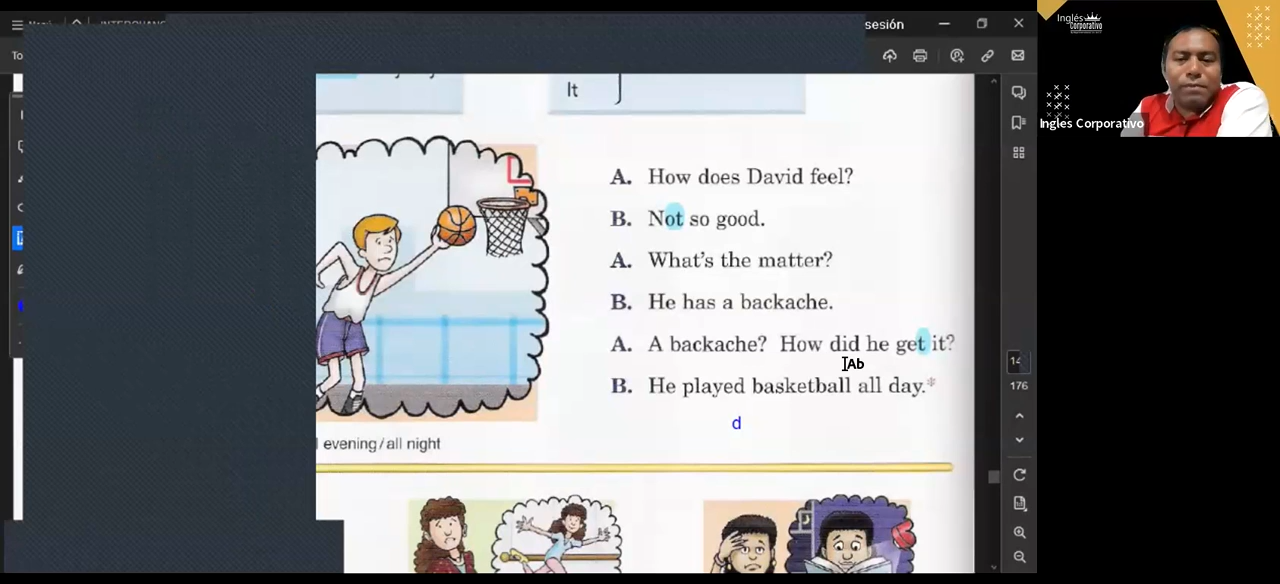 sesión
It
A. How does David feel?
B. Not so good.
A. What's the matter?
B. He has a backache.
A. A backache? How did he get it?
Ab
B. He played basketball all day.*
d
evening/all night
176
Inglés
Corporativo
Ingles Corporativo